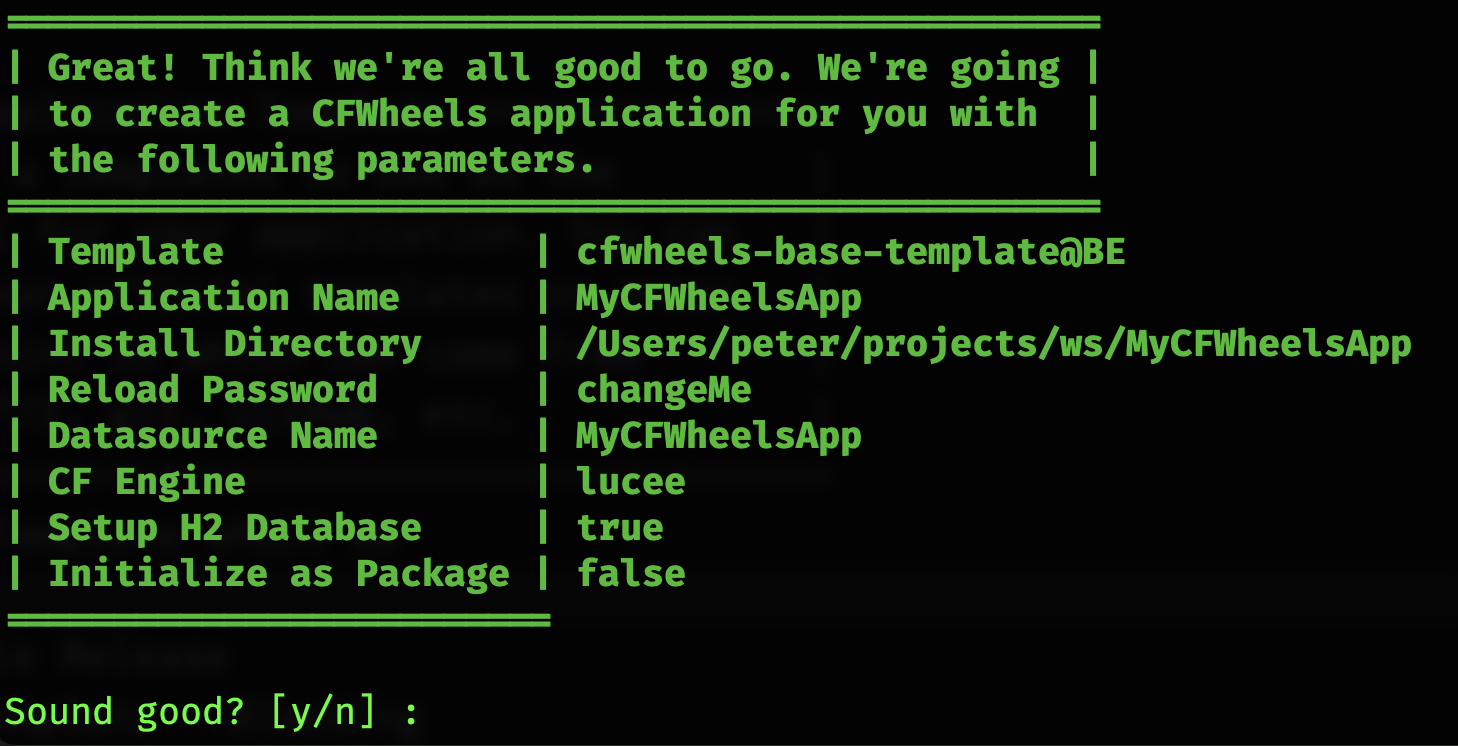 Great! Think we're all good to go. We're going
to create a CFWheels application for you with
the following parameters.
Template | cfwheels-base-template@BE
Application Name | MyCFWheelsApp
Install Directory | /Users/peter/projects/ws/MyCFWheelsApp
Reload Password | changeMe
Datasource Name | MyCFWheelsApp
CF Engine | lucee
Setup H2 Database | true
Initialize as Package | false
Sound good? [y/n] :